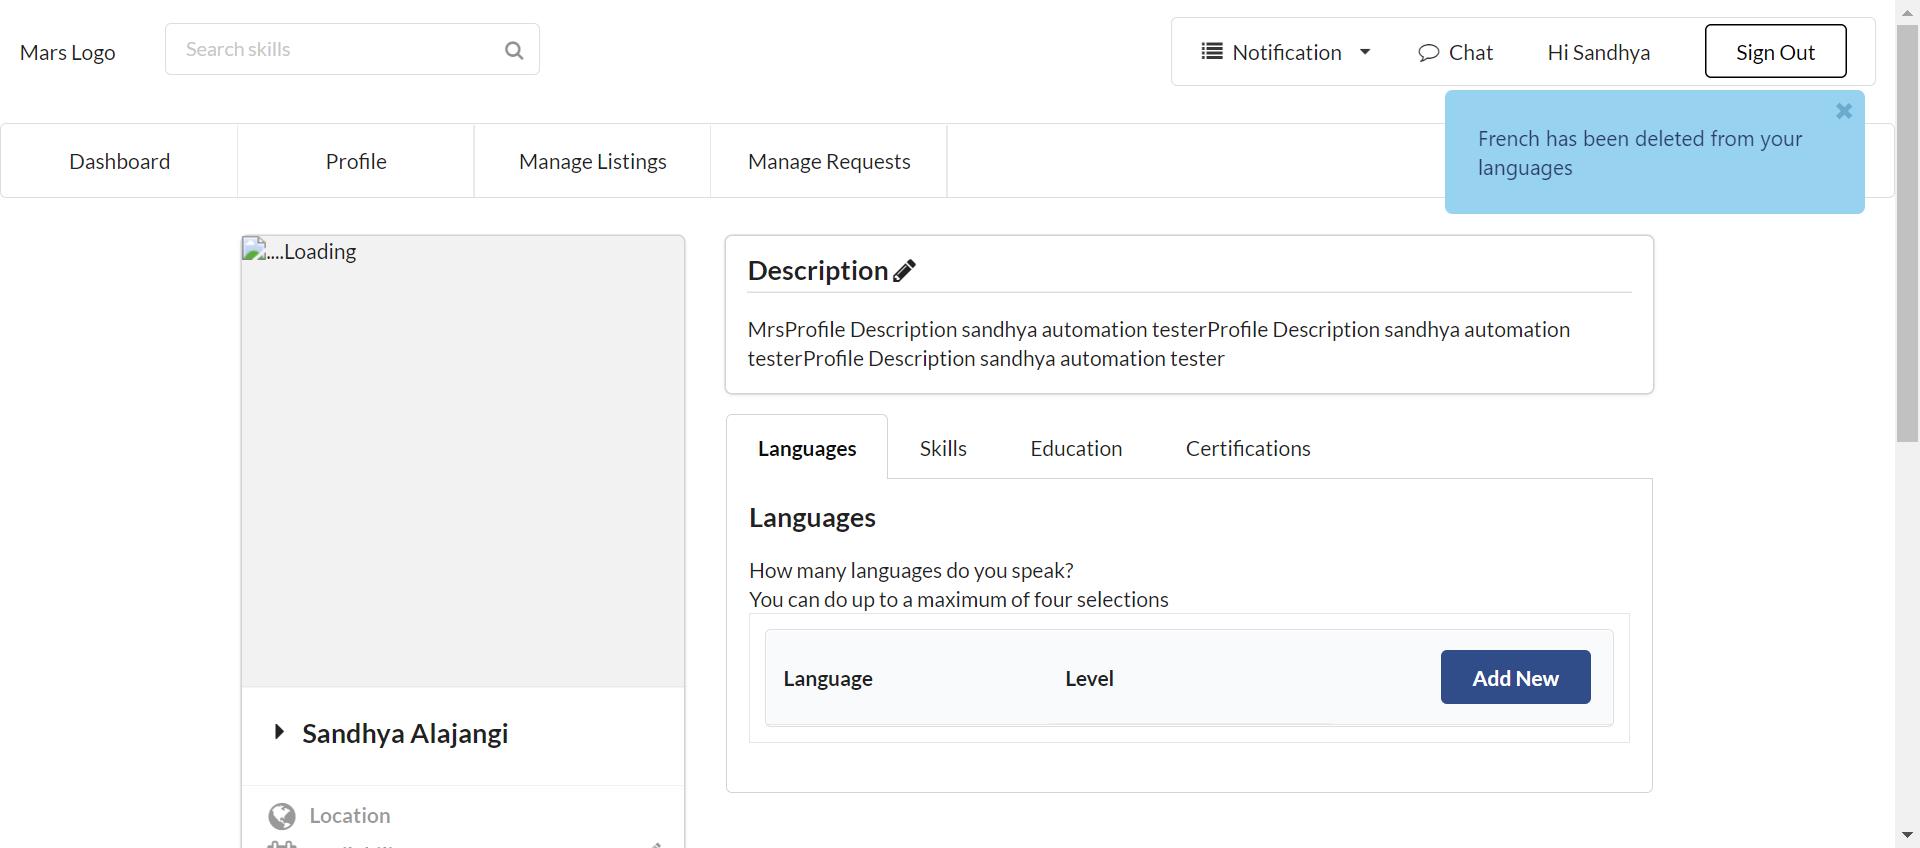 Mars Logo
Search skills
Notification
Chat
Hi Sandhya
Sign Out
French has been deleted from your
languages
Dashboard
Profile
Manage Listings
Manage Requests
....Loading
Sandhya Alajangi
Location
Description
MrsProfile Description sandhya automation testerProfile Description sandhya automation
testerProfile Description sandhya automation tester
Languages
Skills
Education
Certifications
Languages
How many languages do you speak?
You can do up to a maximum of four selections
Language
Level
Add New